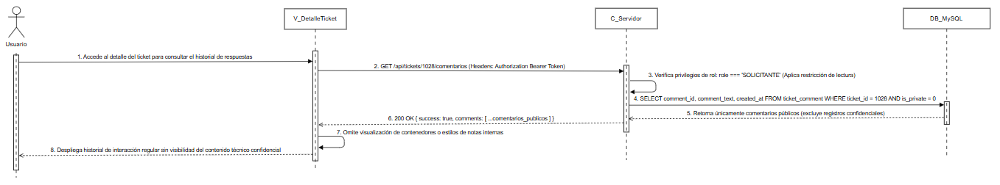 V_DetalleTicket
C_Servidor
DB_MySQL
Usuario
1. Accede al detalle del ticket para consultar el historial de respuestas
2. GET /api/tickets/1028/comentarios (Headers: Authorization Bearer Token)
3. Verifica privilegios de rol: role === 'SOLICITANTE' (Aplica restricción de lectura)
4. SELECT comment_id, comment_text, created_at FROM ticket_comment WHERE ticket_id = 1028 AND is_private = 0
5. Retorna únicamente comentarios públicos (excluye registros confidenciales)
6. 200 OK { success: true, comments: [ ...comentarios_publicos ] }
7. Omite visualización de contenedores o estilos de notas internas
8. Despliega historial de interacción regular sin visibilidad del contenido técnico confidencial